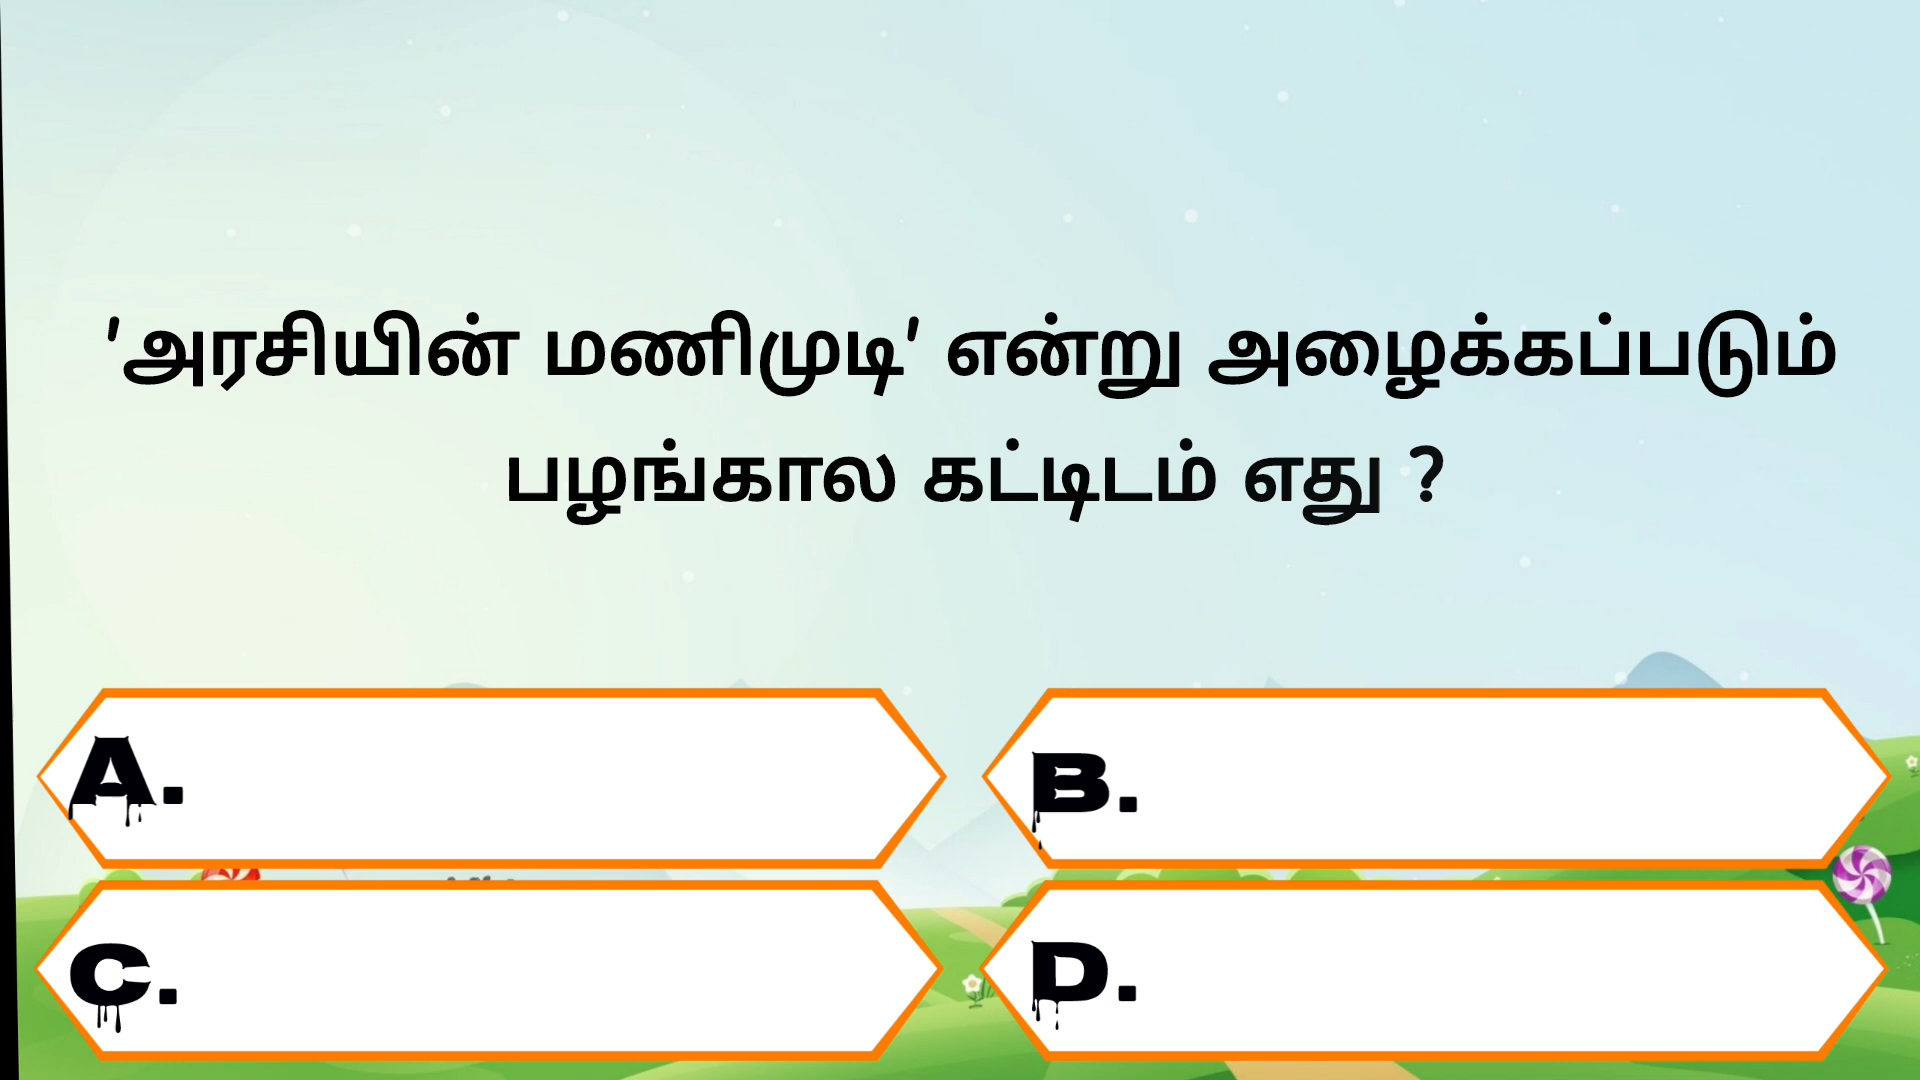 'அரசியின் மணிமுடி' என்று அழைக்கப்படும்
பழங்கால கட்டிடம் எது ?
A.
B.
C.
D.